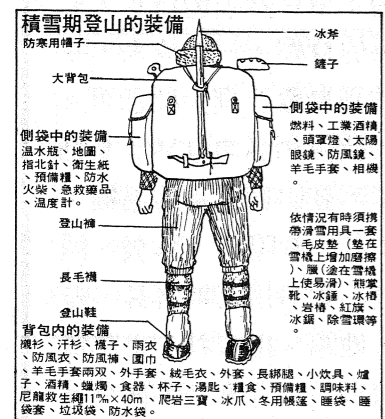 積雪期登山的裝備
防寒用帽子
大背包
冰斧
鏟子
側袋中的裝備
溫水瓶、地圖、
指北針、衛生紙
、預備糧、防水
火柴、急救藥品
、溫度計。
側袋中的裝備
燃料、工業酒精
、頭罩燈、太陽
眼鏡、防風鏡、
羊毛手套、相機
。
登山褲
長毛襪
登山鞋
依情況有時須攜
帶滑雪用具一套
、毛皮墊(墊在
雪橇上增加磨擦
)、臘(塗在雪橇
上使易滑)、熊掌
靴、冰錘、冰樁
、岩樁、紅旗、
冰鋸、除雪環等
。
背包內的裝備
襯衫、汗衫、襪子、雨衣
、防風衣、防風褲、圍巾
、羊毛手套兩双、外手套、絨毛衣、外套、長綁腿、小炊具、爐
子、酒精、蠟燭、食器、杯子、湯匙、糧食、預備糧、調味料、
尼龍救生繩11%×40m、爬岩三寶、冰爪、冬用帳篷、睡袋、睡
袋套、垃圾袋、防水袋。